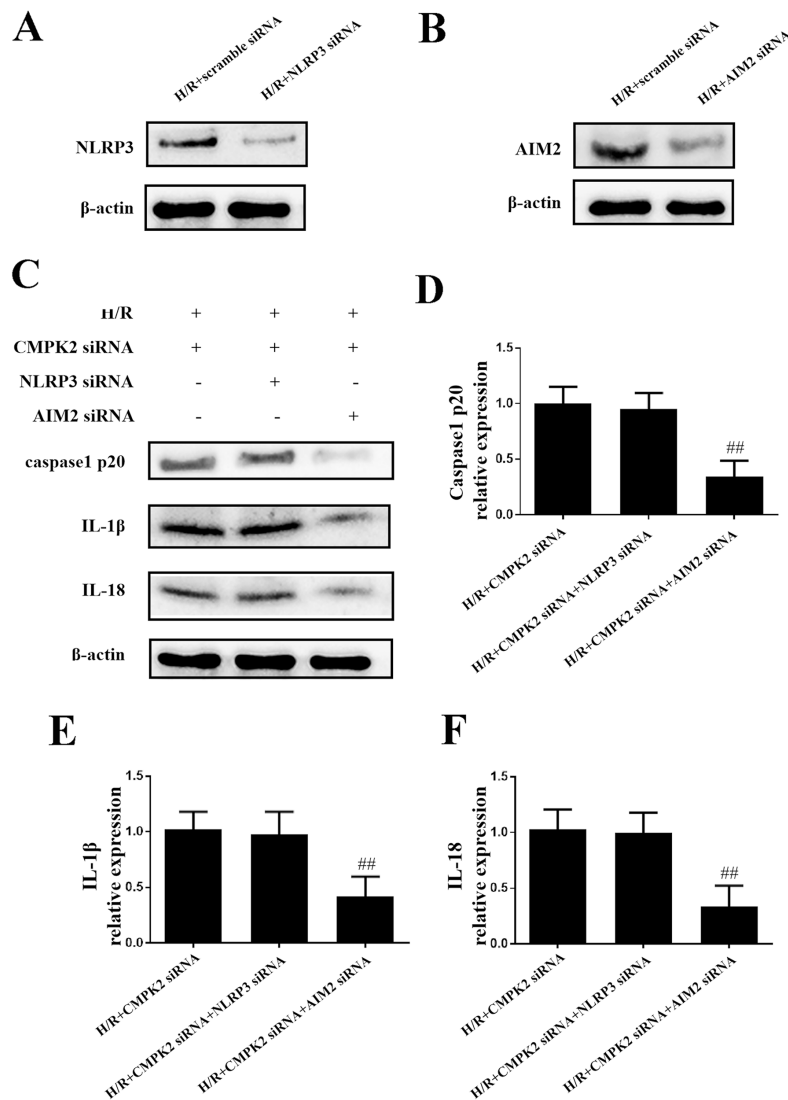 A
H/R+scramble siRNA
H/R+NLRP3 siRNA
NLRP3
β-actin
B
H/R+scramble siRNA
H/R+AIM2 siRNA
AIM2
β-actin
C
H/R + + +
CMPK2 siRNA + + +
NLRP3 siRNA - + -
AIM2 siRNA - - +
caspase1 p20
IL-1β
IL-18
ß-actin
D
Caspase1 p20
relative expression
1.5
1.0
0.5
0.0
##
H/R+CMPK2 siRNA
H/R+CMPK2 siRNA+NLRP3 siRNA
H/R+CMPK2 siRNA+AIM2 siRNA
E
IL-1β
relative expression
1.5
1.0
0.5
0.0
##
H/R+CMPK2 siRNA
H/R+CMPK2 siRNA+NLRP3 siRNA
H/R+CMPK2 siRNA+AIM2 siRNA
F
IL-18
relative expression
1.5
1.0
0.5
0.0
##
H/R+CMPK2 siRNA
H/R+CMPK2 siRNA+NLRP3 siRNA
H/R+CMPK2 siRNA+AIM2 siRNA